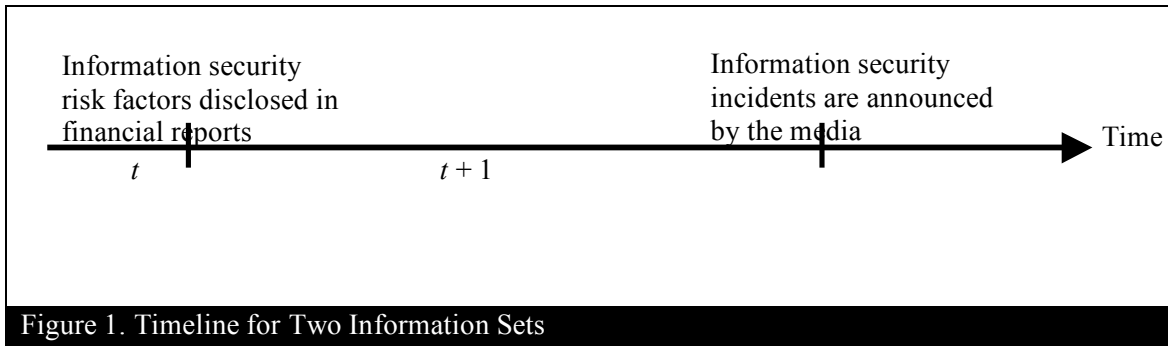 Information security
risk factors disclosed in
financial reports
Information security
incidents are announced
by the media
Time
t
t + 1
Figure 1. Timeline for Two Information Sets